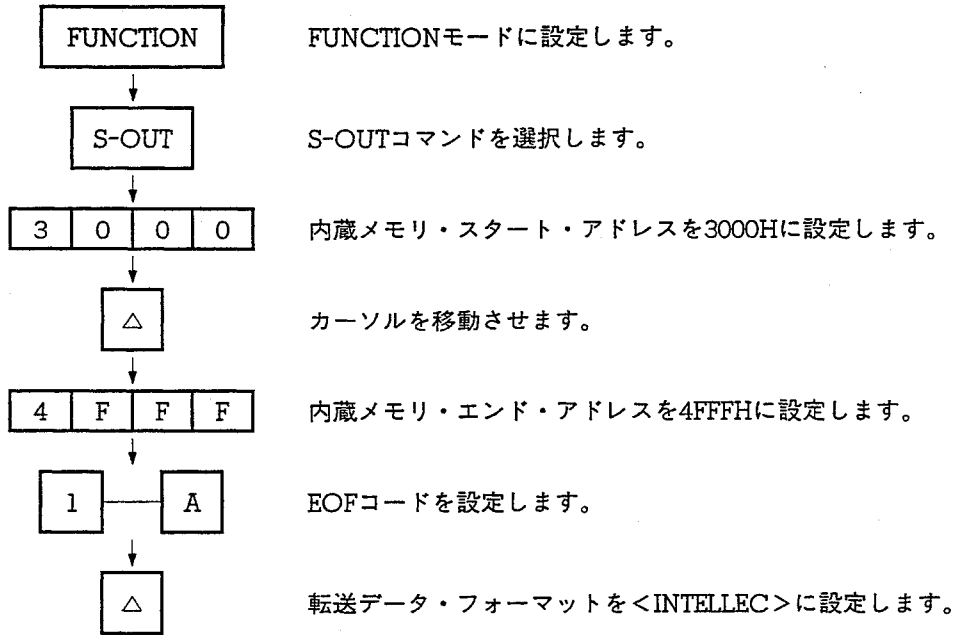 FUNCTION FUNCTIONモードに設定します。
S-OUT S-OUTコマンドを選択します。
3 0 0 0 内蔵メモリ・スタート・アドレスを3000Hに設定します。
△ カーソルを移動させます。
4 F F F 内蔵メモリ・エンド・アドレスを4FFFHに設定します。
1 A EOFコードを設定します。
△ 転送データ・フォーマットを<INTELLEC>に設定します。